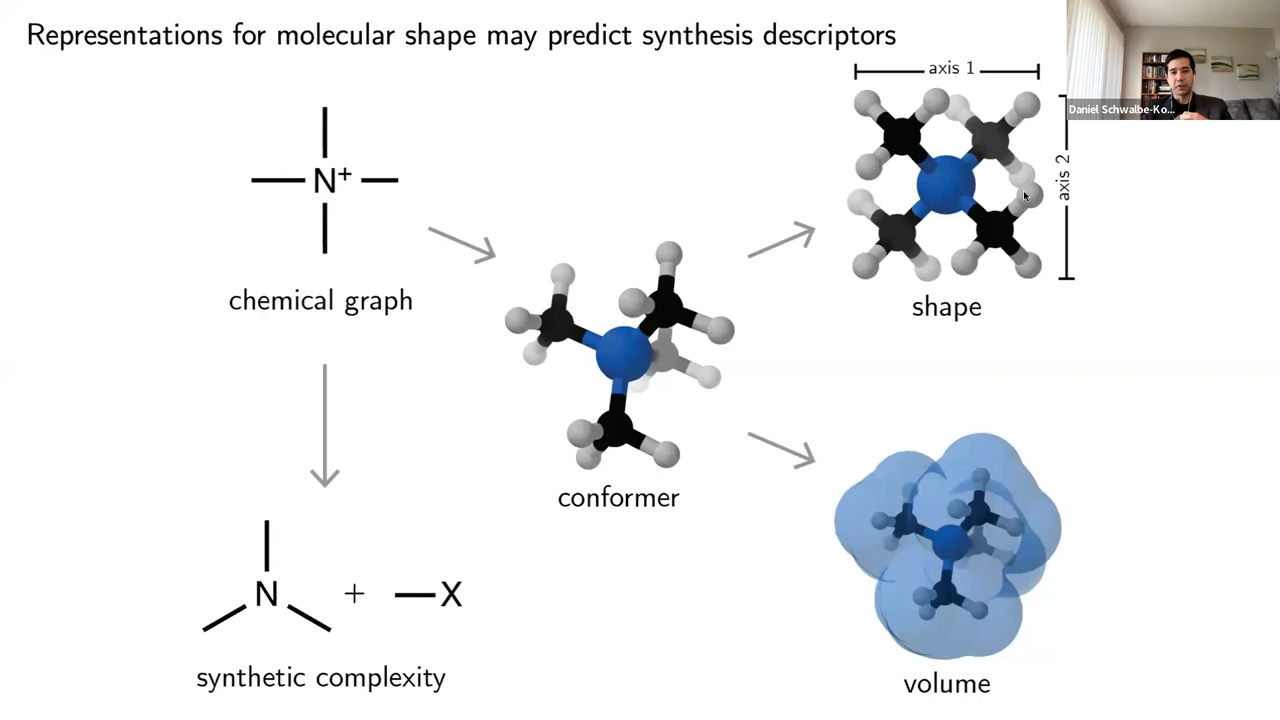 Representations for molecular shape may predict synthesis descriptors
axis 1
Daniel Schwalbe-Ko...
N+
axis 2
chemical graph
shape
conformer
N + X
synthetic complexity
volume